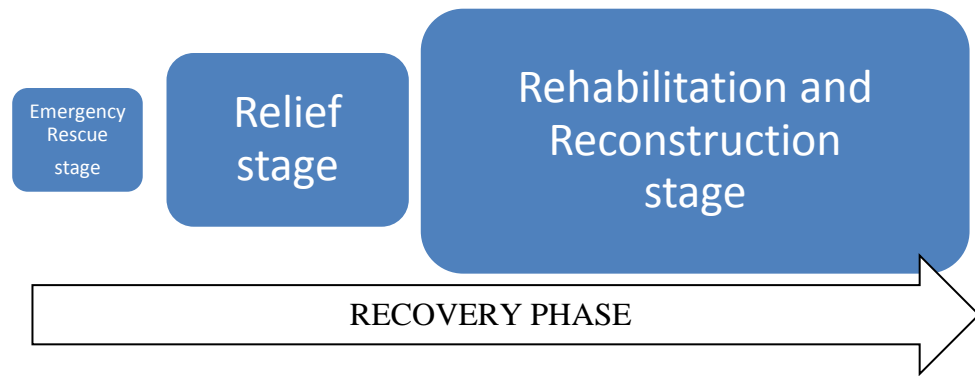 Emergency
Rescue
stage
Relief
stage
Rehabilitation and
Reconstruction
stage
RECOVERY PHASE